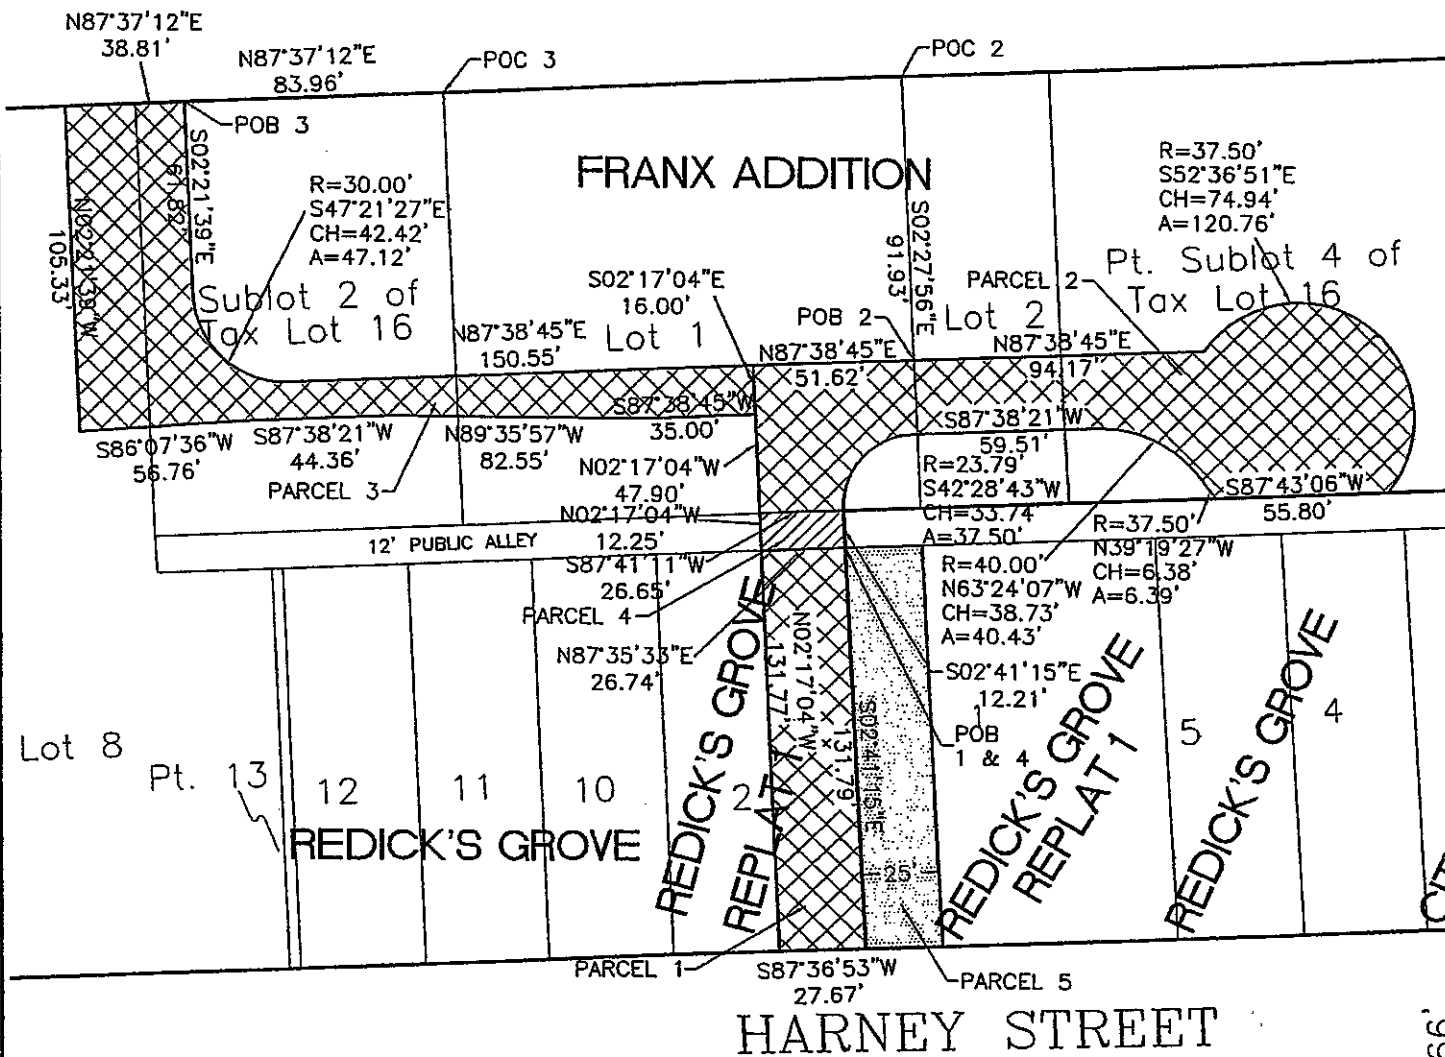 N87°37'12"E
38.81'
N87°37'12"E
83.96'
POC 3
POC 2
POB 3
S02°21'39"E
61.82'
N02°21'39"W
105.33'
R=30.00'
S47°21'27"E
CH=42.42'
A=47.12'
FRANX ADDITION
R=37.50'
S52°36'51"E
CH=74.94'
A=120.76'
S02°27'56"E
91.93'
Sublot 2 of
Tax Lot 16
S02°17'04"E
16.00'
Lot 1
N87°38'45"E
150.55'
POB 2
PARCEL 2
Lot 2
Pt. Sublot 4 of
Tax Lot 16
N87°38'45"E
51.62'
N87°38'45"E
94.17'
S87°38'45"W
35.00'
S87°38'21"W
59.51'
S86°07'36"W
56.76'
S87°38'21"W
44.36'
N89°35'57"W
82.55'
PARCEL 3
N02°17'04"W
47.90'
N02°17'04"W
12.25'
12' PUBLIC ALLEY
S87°41'11"W
26.65'
PARCEL 4
N87°35'33"E
26.74'
R=23.79'
S42°28'43"W
CH=33.74'
A=37.50'
S87°43'06"W
55.80'
R=37.50'
N39°19'27"W
CH=6.38'
A=6.39'
R=40.00'
N63°24'07"W
CH=38.73'
A=40.43'
S02°41'15"E
12.21'
POB
1 & 4
N02°17'04"W
131.77'
S02°41'15"E
131.79
Lot 8
Pt. 13
12
11
10
2
5
4
REDICK'S GROVE
REDICK'S GROVE
REPLAT 1
25'
REDICK'S GROVE
REPLAT 1
REDICK'S GROVE
PARCEL 1
S87°36'53"W
27.67'
PARCEL 5
HARNEY STREET